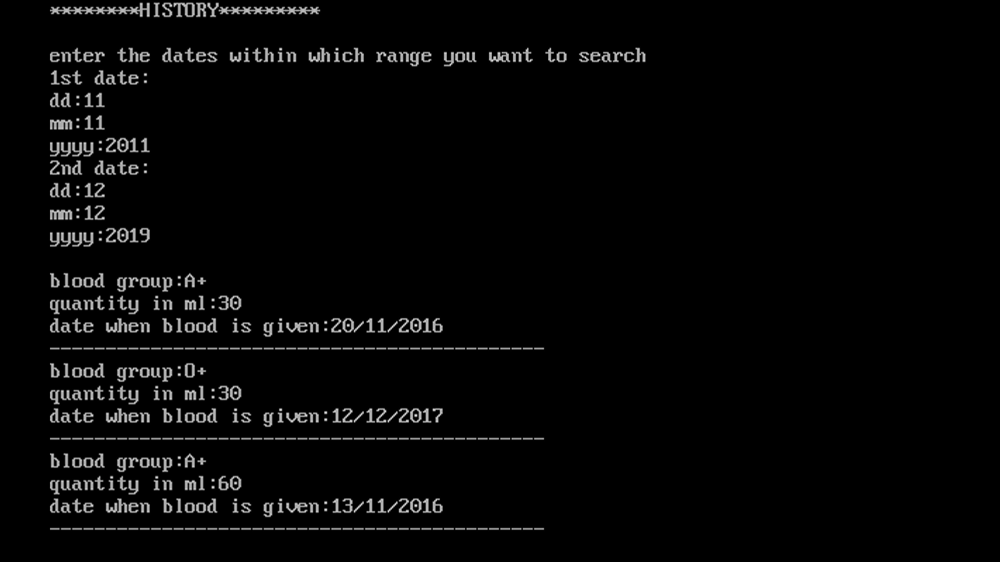 ********HISTORY*********
enter the dates within which range you want to search
1st date:
dd:11
mm:11
yyyy:2011
2nd date:
dd:12
mm:12
yyyy:2019
blood group:A+
quantity in ml:30
date when blood is given:20/11/2016
--------------------------------------------
blood group:O+
quantity in ml:30
date when blood is given:12/12/2017
--------------------------------------------
blood group:A+
quantity in ml:60
date when blood is given:13/11/2016
--------------------------------------------